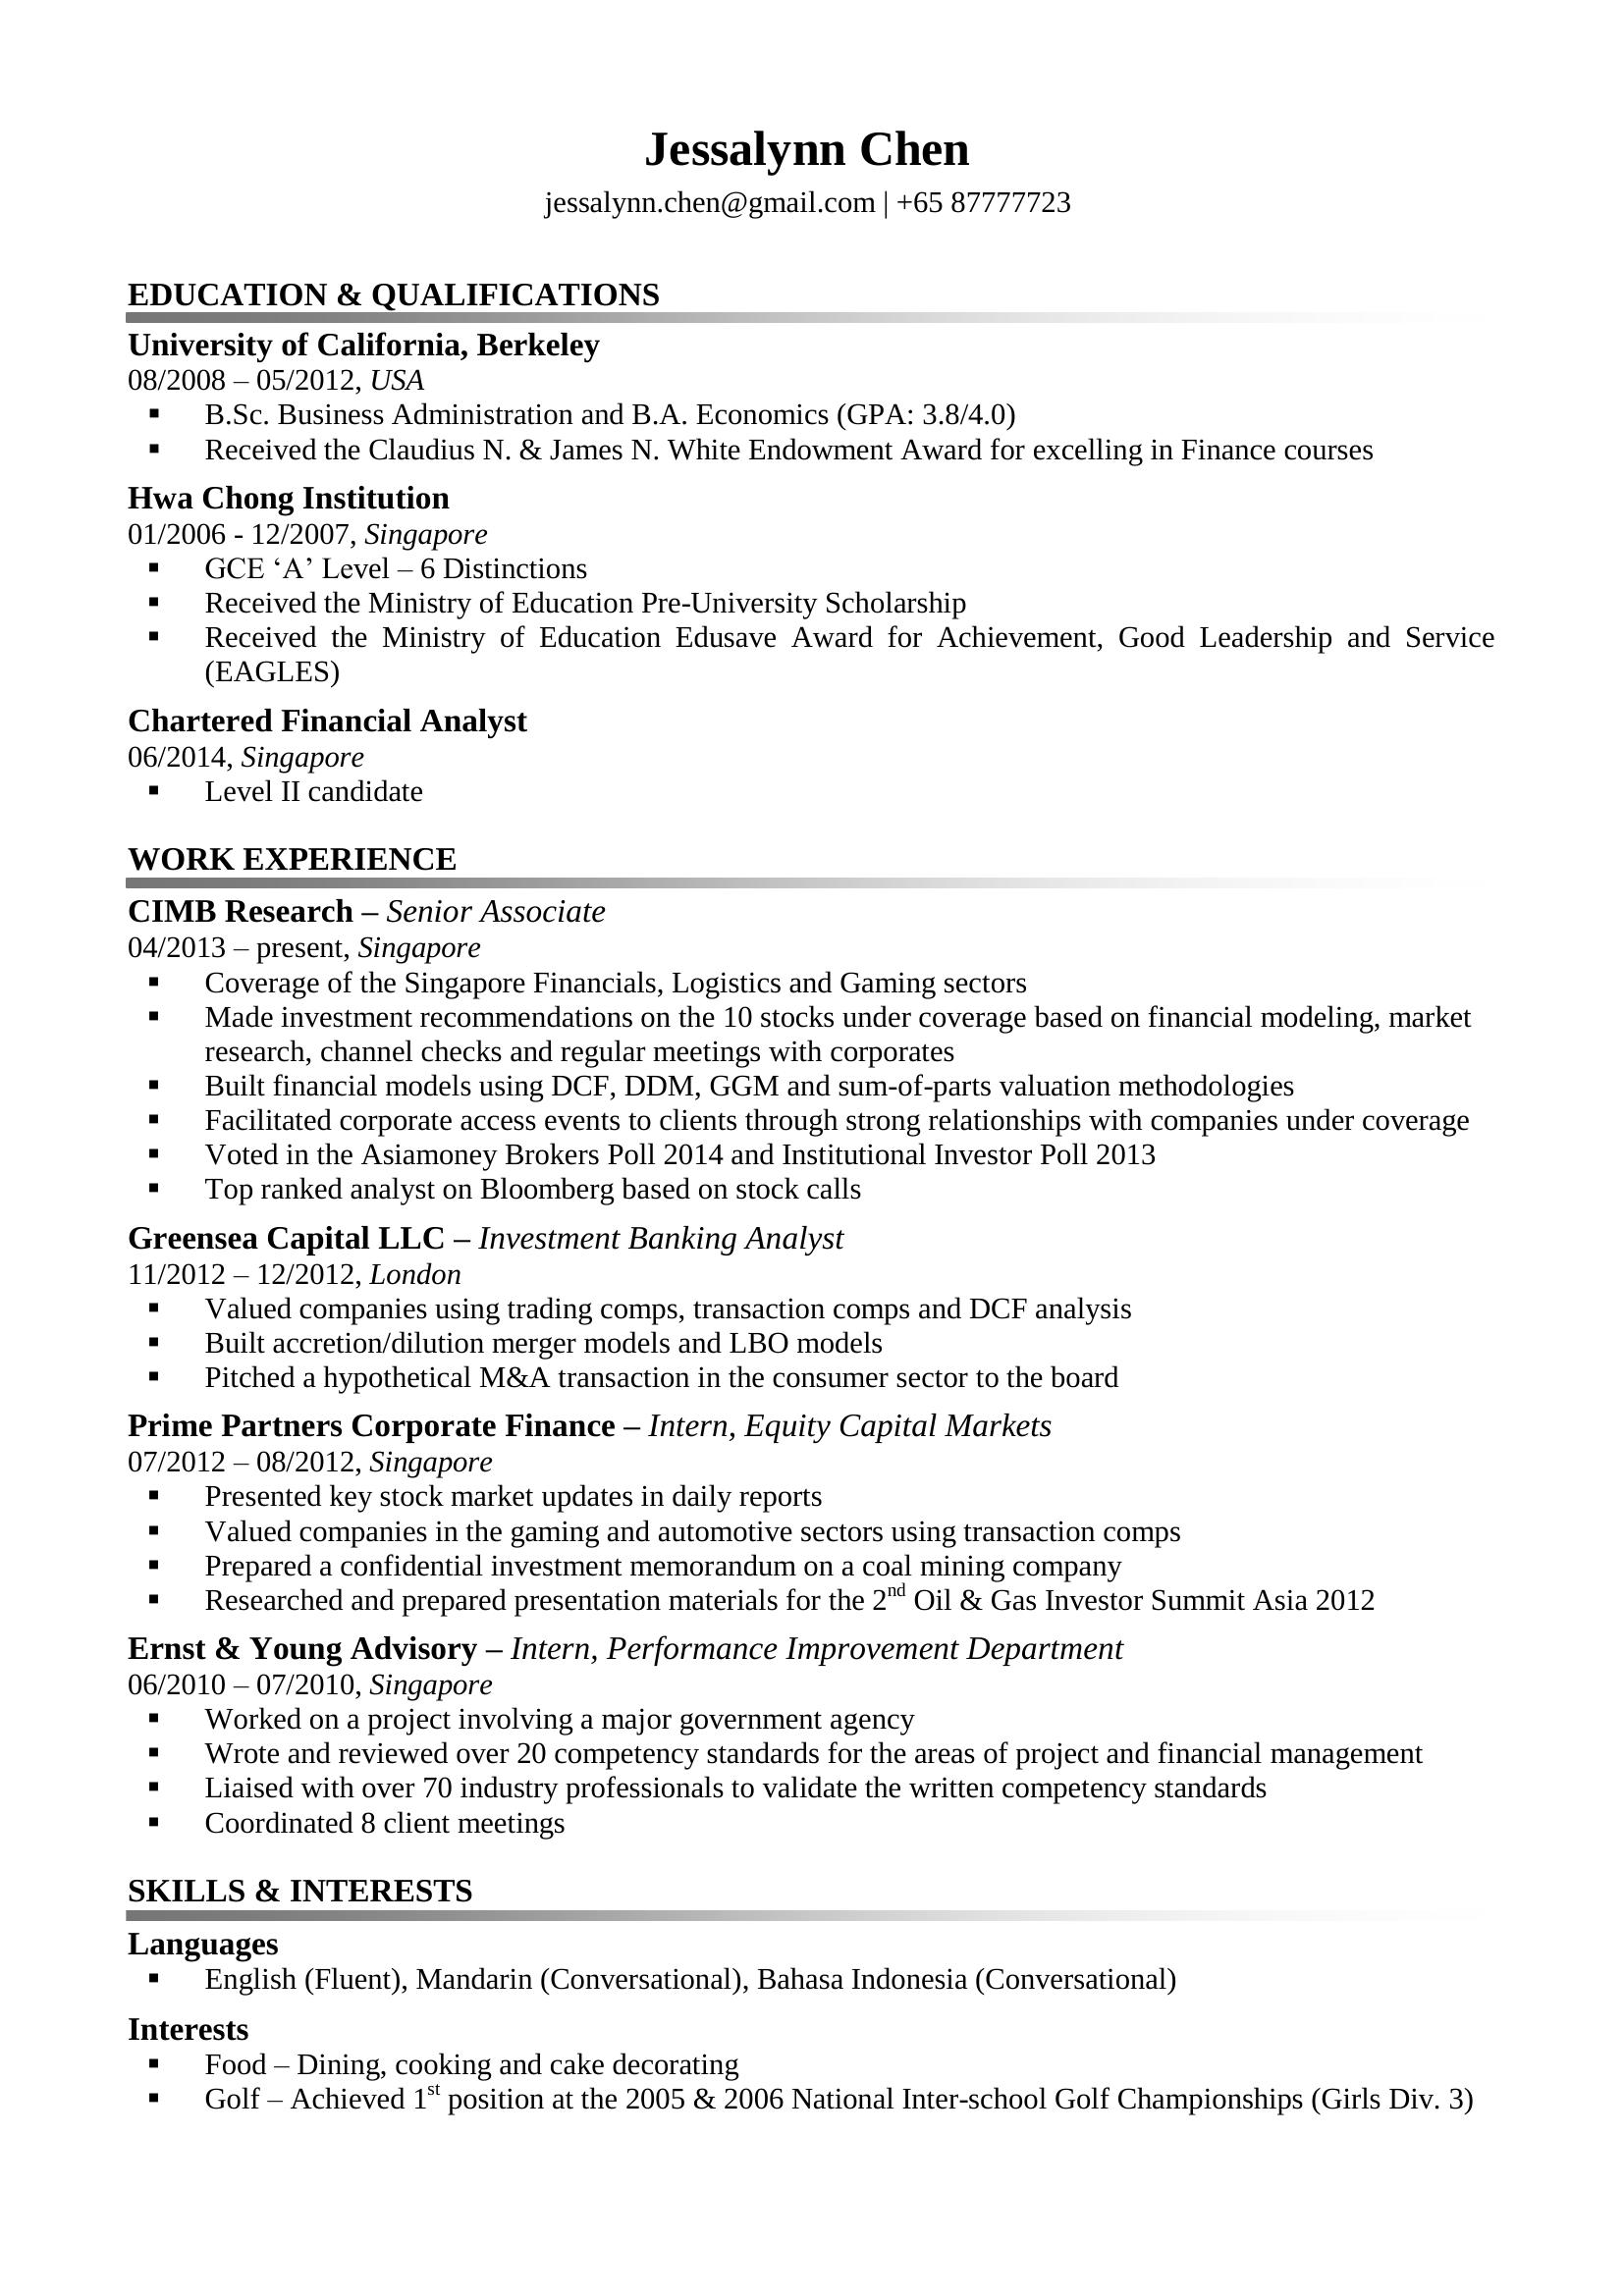 Jessalynn Chen
jessalynn.chen@gmail.com | +65 87777723
EDUCATION & QUALIFICATIONS
University of California, Berkeley
08/2008 – 05/2012, USA
▪ B.Sc. Business Administration and B.A. Economics (GPA: 3.8/4.0)
▪ Received the Claudius N. & James N. White Endowment Award for excelling in Finance courses
Hwa Chong Institution
01/2006 - 12/2007, Singapore
▪ GCE ‘A’ Level – 6 Distinctions
▪ Received the Ministry of Education Pre-University Scholarship
▪ Received the Ministry of Education Edusave Award for Achievement, Good Leadership and Service
(EAGLES)
Chartered Financial Analyst
06/2014, Singapore
▪ Level II candidate
WORK EXPERIENCE
CIMB Research – Senior Associate
04/2013 – present, Singapore
▪ Coverage of the Singapore Financials, Logistics and Gaming sectors
▪ Made investment recommendations on the 10 stocks under coverage based on financial modeling, market
research, channel checks and regular meetings with corporates
▪ Built financial models using DCF, DDM, GGM and sum-of-parts valuation methodologies
▪ Facilitated corporate access events to clients through strong relationships with companies under coverage
▪ Voted in the Asiamoney Brokers Poll 2014 and Institutional Investor Poll 2013
▪ Top ranked analyst on Bloomberg based on stock calls
Greensea Capital LLC – Investment Banking Analyst
11/2012 – 12/2012, London
▪ Valued companies using trading comps, transaction comps and DCF analysis
▪ Built accretion/dilution merger models and LBO models
▪ Pitched a hypothetical M&A transaction in the consumer sector to the board
Prime Partners Corporate Finance – Intern, Equity Capital Markets
07/2012 – 08/2012, Singapore
▪ Presented key stock market updates in daily reports
▪ Valued companies in the gaming and automotive sectors using transaction comps
▪ Prepared a confidential investment memorandum on a coal mining company
▪ Researched and prepared presentation materials for the 2nd Oil & Gas Investor Summit Asia 2012
Ernst & Young Advisory – Intern, Performance Improvement Department
06/2010 – 07/2010, Singapore
▪ Worked on a project involving a major government agency
▪ Wrote and reviewed over 20 competency standards for the areas of project and financial management
▪ Liaised with over 70 industry professionals to validate the written competency standards
▪ Coordinated 8 client meetings
SKILLS & INTERESTS
Languages
▪ English (Fluent), Mandarin (Conversational), Bahasa Indonesia (Conversational)
Interests
▪ Food – Dining, cooking and cake decorating
▪ Golf – Achieved 1st position at the 2005 & 2006 National Inter-school Golf Championships (Girls Div. 3)